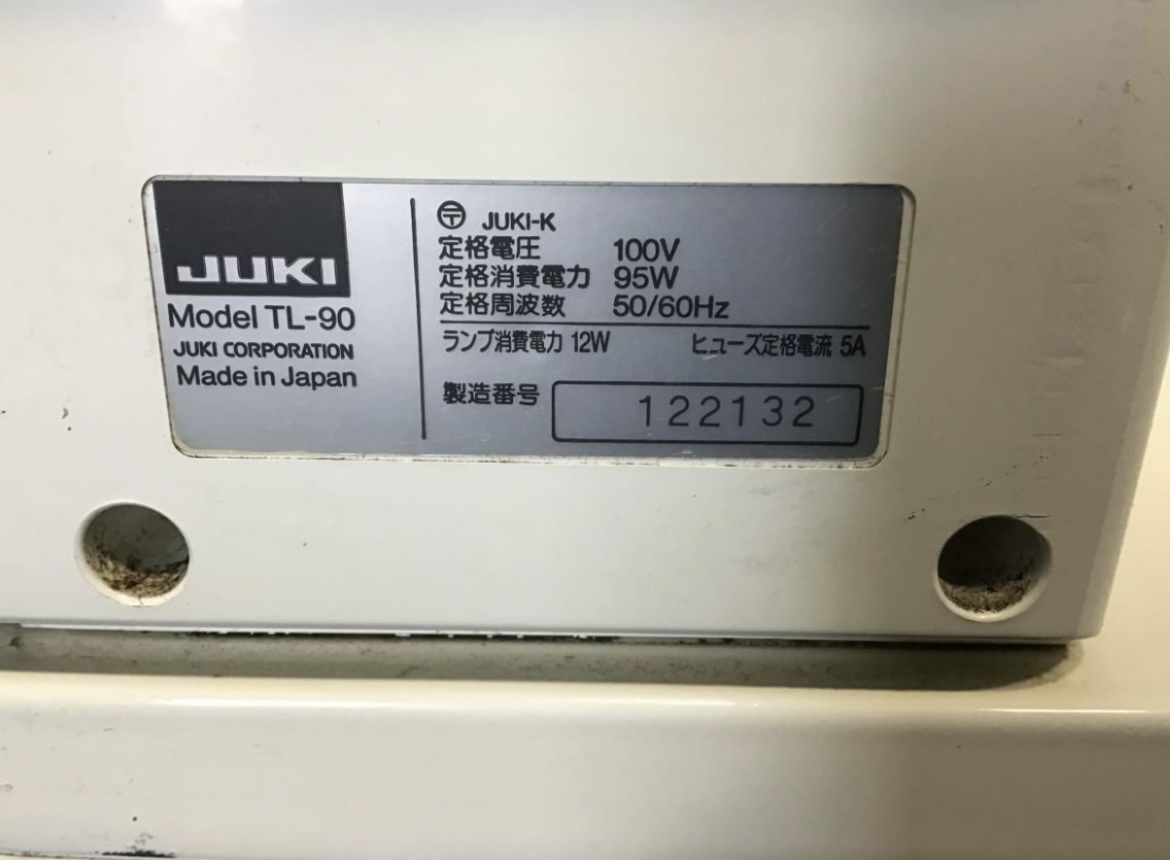 JUKI
Model TL-90
JUKI CORPORATION
Made in Japan
〒 JUKI-K
定格電圧 100V
定格消費電力 95W
定格周波数 50/60Hz
ランプ消費電力 12W ヒューズ定格電流 5A
製造番号 122132